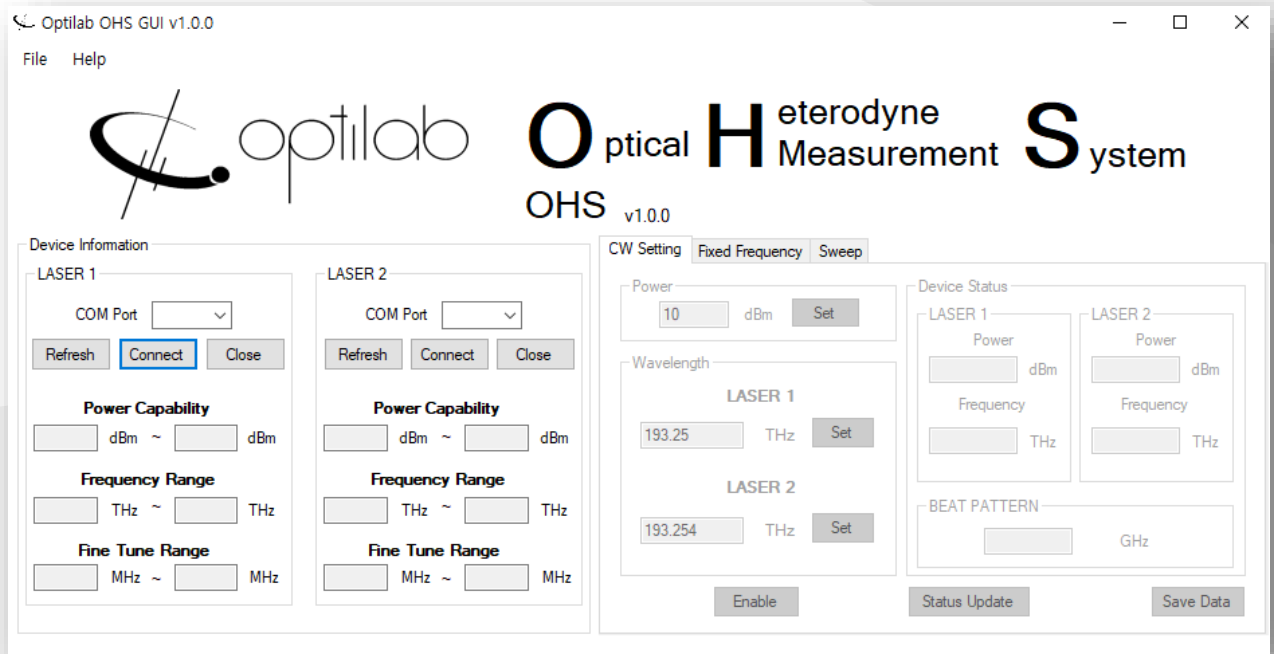 Optilab OHS GUI v1.0.0
File Help
optilab
Optical Heterodyne Measurement System
OHS v1.0.0
Device Information
LASER 1
COM Port
Refresh Connect Close
Power Capability
dBm ~ dBm
Frequency Range
THz ~ THz
Fine Tune Range
MHz ~ MHz
LASER 2
COM Port
Refresh Connect Close
Power Capability
dBm ~ dBm
Frequency Range
THz ~ THz
Fine Tune Range
MHz ~ MHz
CW Setting Fixed Frequency Sweep
Power
10 dBm Set
Wavelength
LASER 1
193.25 THz Set
LASER 2
193.254 THz Set
Device Status
LASER 1
Power
dBm
Frequency
THz
LASER 2
Power
dBm
Frequency
THz
BEAT PATTERN
GHz
Enable Status Update Save Data